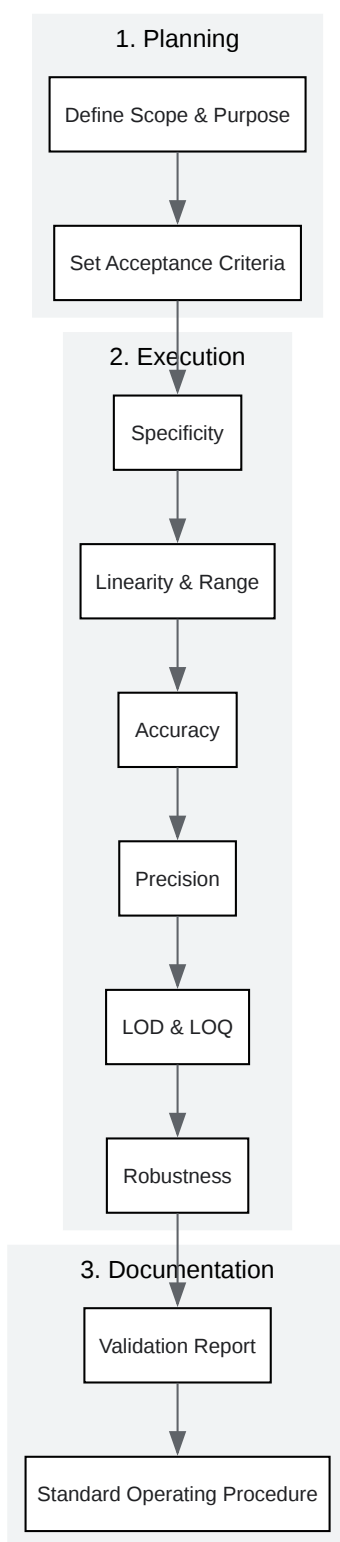 1. Planning
Define Scope & Purpose
Set Acceptance Criteria
2. Execution
Specificity
Linearity & Range
Accuracy
Precision
LOD & LOQ
Robustness
3. Documentation
Validation Report
Standard Operating Procedure